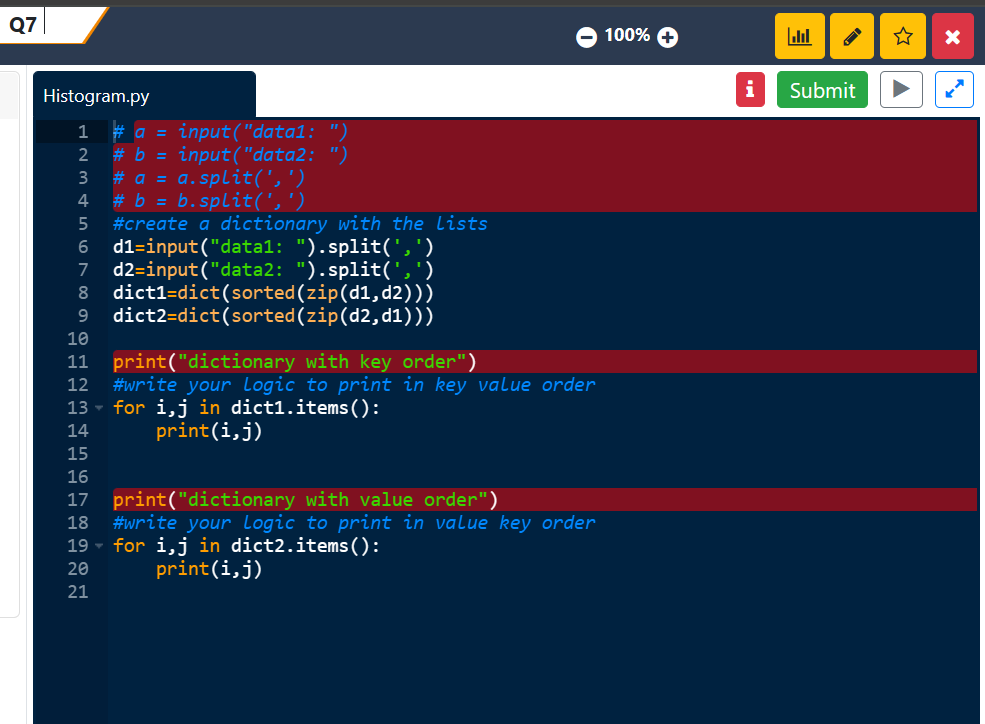 Q7
100%
Histogram.py
i
Submit
1 # a = input("data1: ")
2 # b = input("data2: ")
3 # a = a.split(',')
4 # b = b.split(',')
5 #create a dictionary with the lists
6 d1=input("data1: ").split(',')
7 d2=input("data2: ").split(',')
8 dict1=dict(sorted(zip(d1,d2)))
9 dict2=dict(sorted(zip(d2,d1)))
10
11 print("dictionary with key order")
12 #write your logic to print in key value order
13 for i,j in dict1.items():
14     print(i,j)
15
16
17 print("dictionary with value order")
18 #write your logic to print in value key order
19 for i,j in dict2.items():
20     print(i,j)
21